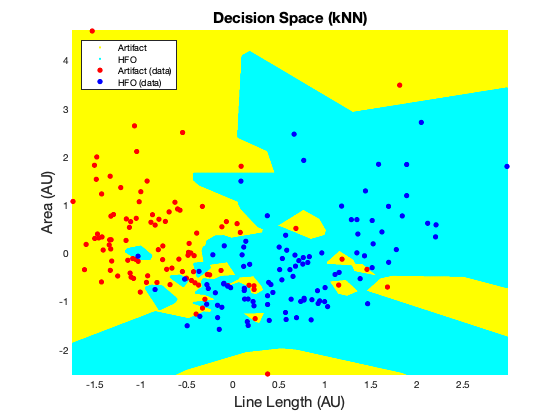 Decision Space (kNN)
Artifact
HFO
Artifact (data)
HFO (data)
4
3
2
1
0
-1
-2
Area (AU)
-1.5 -1 -0.5 0 0.5 1 1.5 2 2.5
Line Length (AU)